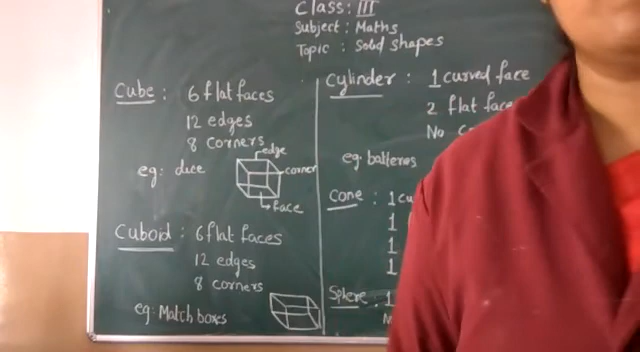 Class: III
Subject: Maths
Topic: Solid shapes
Cube: 6 flat faces
12 edges
8 corners
eg: dice
edge
corner
face
Cuboid: 6 flat faces
12 edges
8 corners
eg: Match boxes
Cylinder: 1 curved face
2 flat face
No
eg: batteries
Cone: 1
1
1
1
Sphere: 1